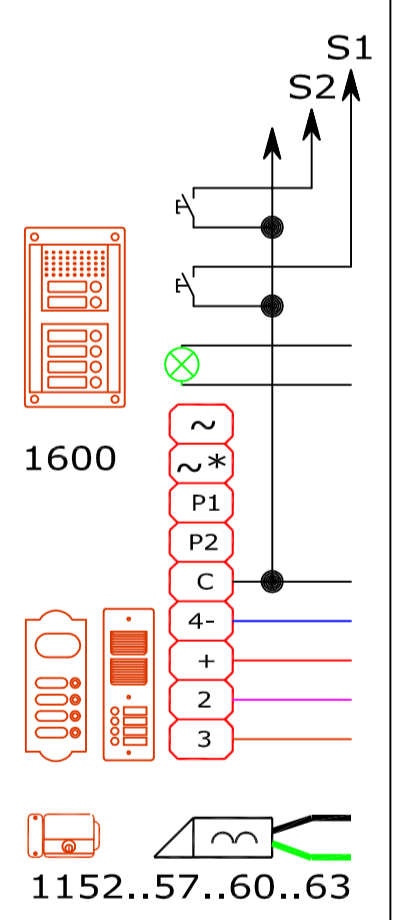 S1
S2
1600
~
~*
P1
P2
C
4-
+
2
3
1152..57..60..63